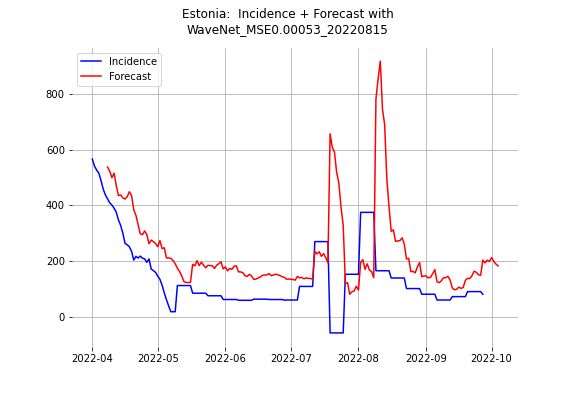 Estonia:  Incidence + Forecast with
WaveNet_MSE0.00053_20220815
Incidence
Forecast
800
600
400
200
0
2022-04 2022-05 2022-06 2022-07 2022-08 2022-09 2022-10